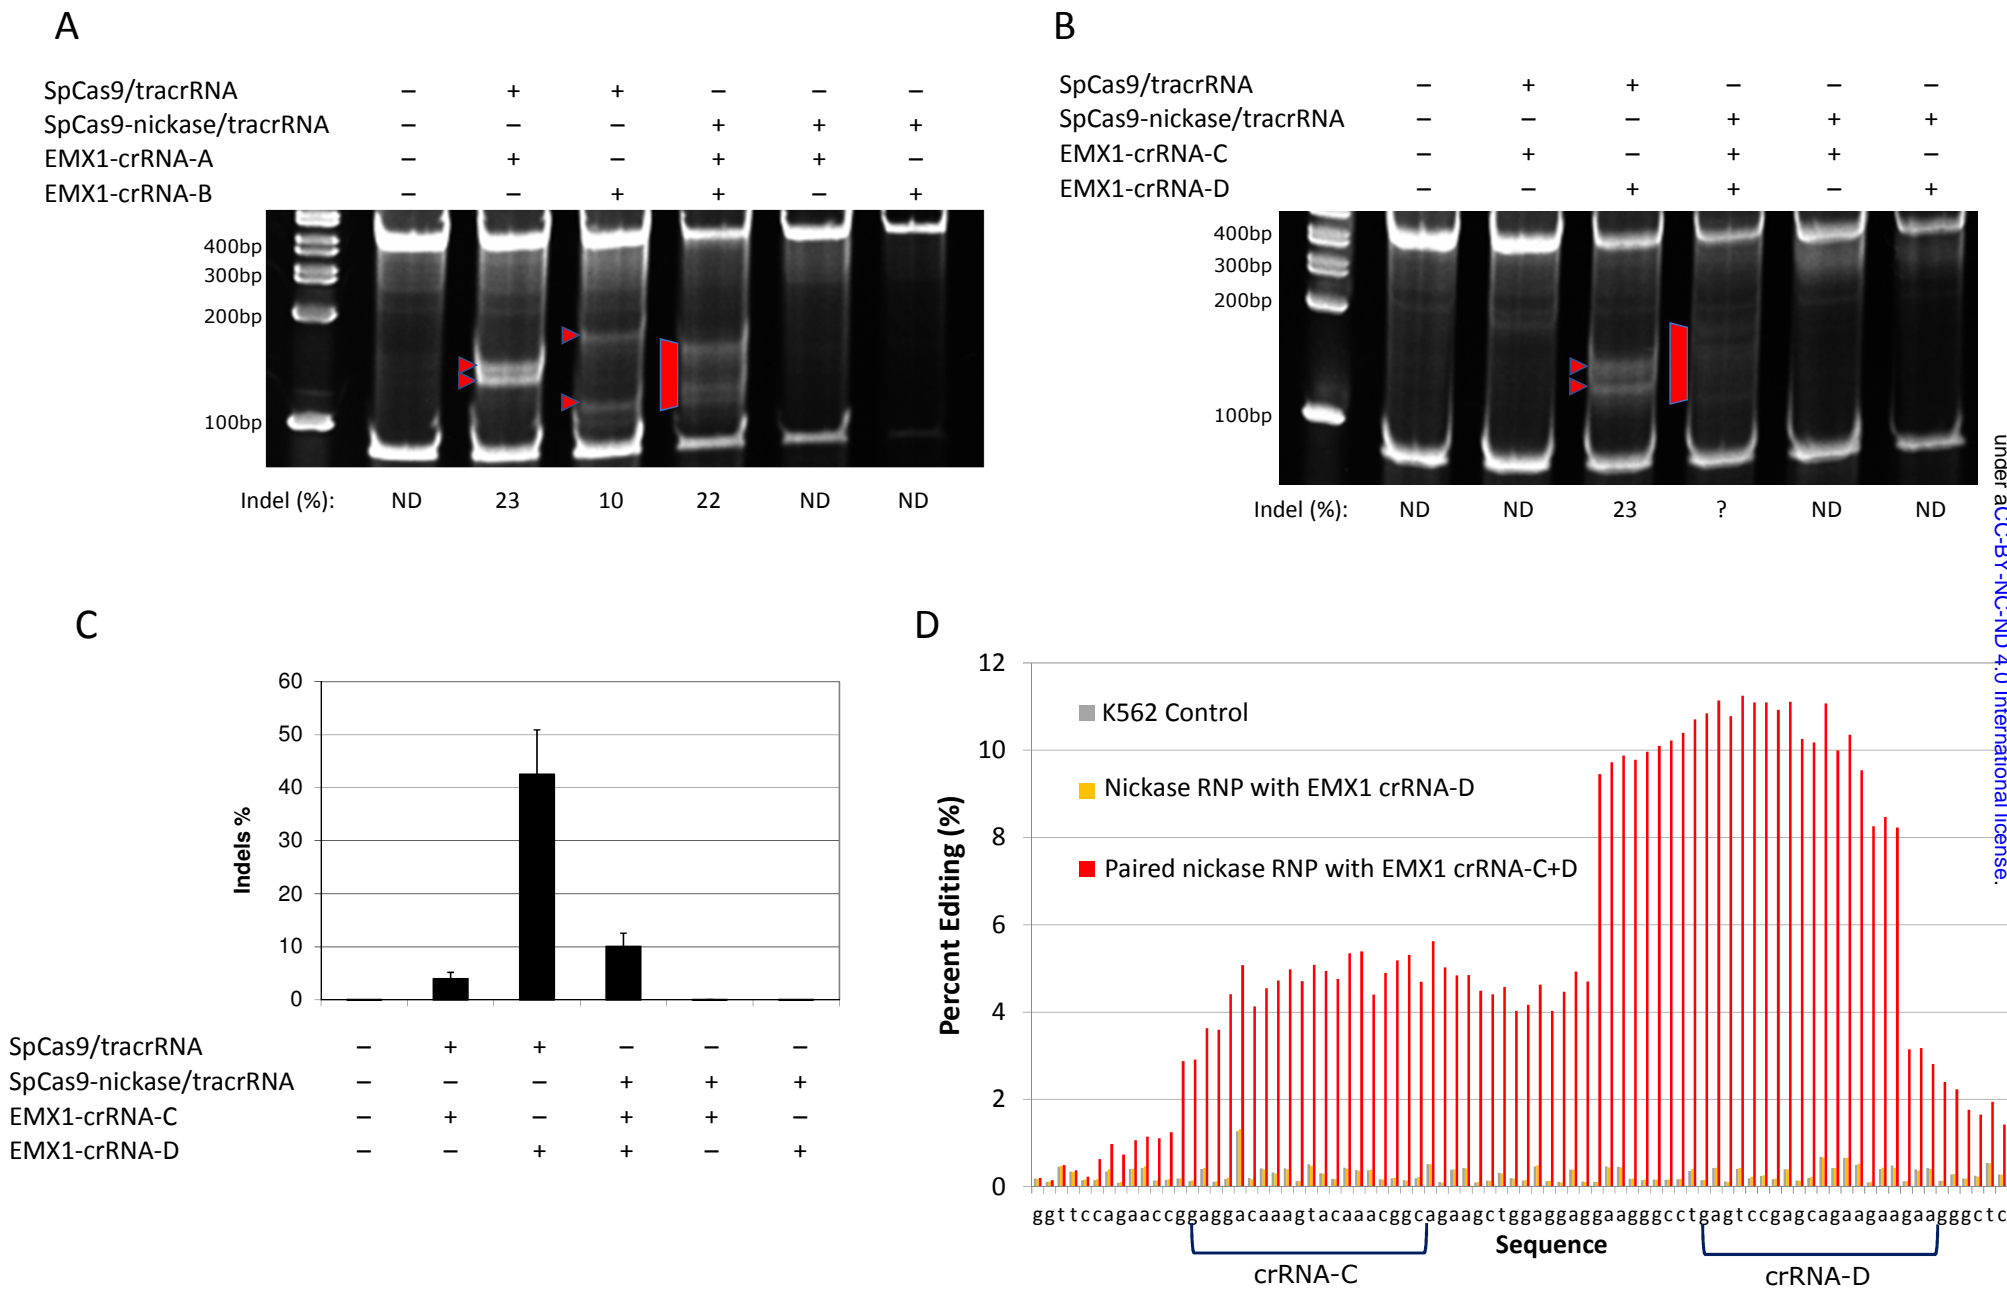 A
SpCas9/tracrRNA – + + – – –
SpCas9-nickase/tracrRNA – – – + + +
EMX1-crRNA-A – + – + + –
EMX1-crRNA-B – – + + – +
400bp
300bp
200bp
100bp
Indel (%): ND 23 10 22 ND ND
B
SpCas9/tracrRNA – + + – – –
SpCas9-nickase/tracrRNA – – – + + +
EMX1-crRNA-C – + – + + –
EMX1-crRNA-D – – + + – +
400bp
300bp
200bp
100bp
Indel (%): ND ND 23 ? ND ND
under aCC-BY-NC-ND 4.0 International license.
C
60
50
40
30
20
10
0
Indels %
SpCas9/tracrRNA – + + – – –
SpCas9-nickase/tracrRNA – – – + + +
EMX1-crRNA-C – + – + + –
EMX1-crRNA-D – – + + – +
D
12
10
8
6
4
2
0
Percent Editing (%)
K562 Control
Nickase RNP with EMX1 crRNA-D
Paired nickase RNP with EMX1 crRNA-C+D
ggttccagaaccggaggacaaagtacaaacggcagaagctggaggaggaagggcctgagtccgagcagaagaagaagggctc
Sequence
crRNA-C
crRNA-D